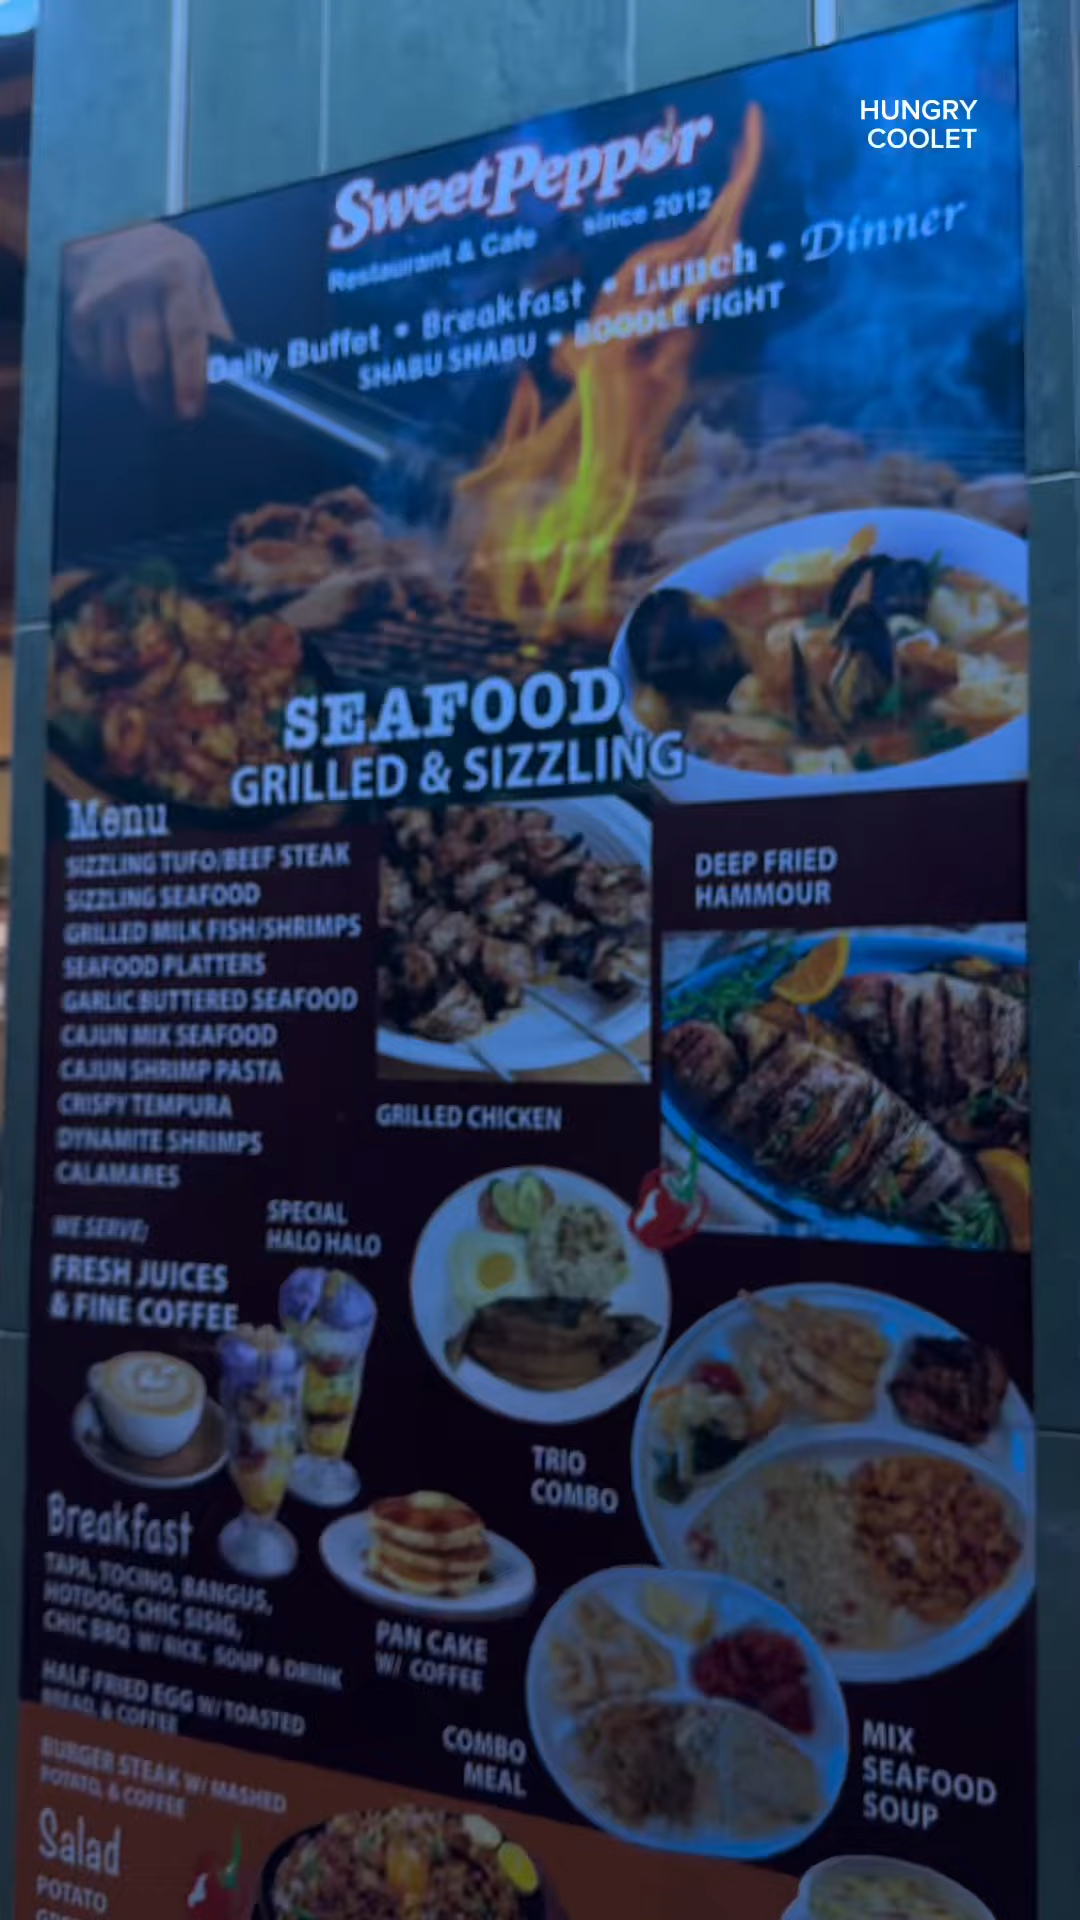 HUNGRY
COOLET
SweetPepper
Restaurant & Cafe since 2012
Daily Buffet • Breakfast • Lunch • Dinner
SHABU SHABU • BOODLE FIGHT
SEAFOOD
GRILLED & SIZZLING
Menu
SIZZLING TUFO/BEEF STEAK
SIZZLING SEAFOOD
GRILLED MILK FISH/SHRIMPS
SEAFOOD PLATTERS
GARLIC BUTTERED SEAFOOD
CAJUN MIX SEAFOOD
CAJUN SHRIMP PASTA
CRISPY TEMPURA
DYNAMITE SHRIMPS
CALAMARES
DEEP FRIED
HAMMOUR
GRILLED CHICKEN
WE SERVE;
FRESH JUICES
& FINE COFFEE
SPECIAL
HALO HALO
TRIO
COMBO
Breakfast
TAPA, TOCINO, BANGUS,
HOTDOG, CHIC SISIG,
CHIC BBQ W/ RICE, SOUP & DRINK
HALF FRIED EGG W/ TOASTED
BREAD, & COFFEE
BURGER STEAK W/ MASHED
POTATO, & COFFEE
PAN CAKE
W/ COFFEE
COMBO
MEAL
MIX
SEAFOOD
SOUP
Salad
POTATO